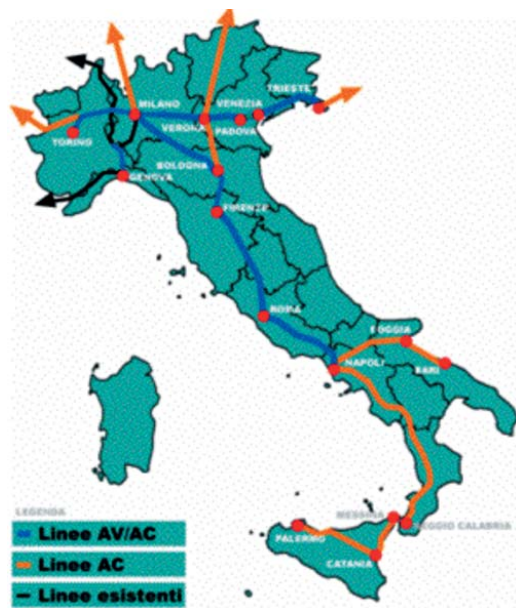 TRIESTE
MILANO
VENEZIA
VERONA
PADOVA
TORINO
BOLOGNA
GENOVA
FIRENZE
ROMA
FOGGIA
NAPOLI
BARI
LEGENDA
MESSINA
REGGIO CALABRIA
Linee AV/AC
PALERMO
Linee AC
CATANIA
Linee esistenti